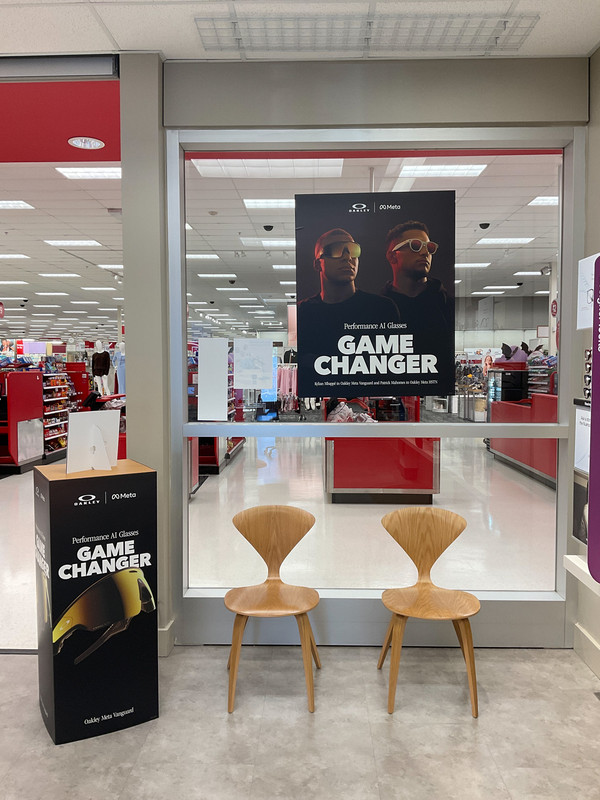 OAKLEY | Meta
Performance AI Glasses
GAME
CHANGER
Kylian Mbappé in Oakley Meta Vanguard and Patrick Mahomes in Oakley Meta HSTN
OAKLEY | Meta
Performance AI Glasses
GAME
CHANGER
Oakley Meta Vanguard